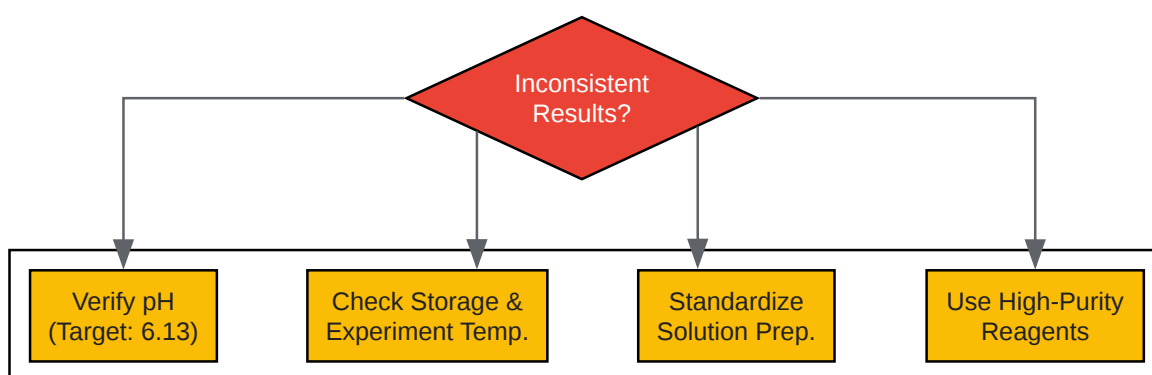 Inconsistent
Results?
Verify pH
(Target: 6.13)
Check Storage &
Experiment Temp.
Standardize
Solution Prep.
Use High-Purity
Reagents